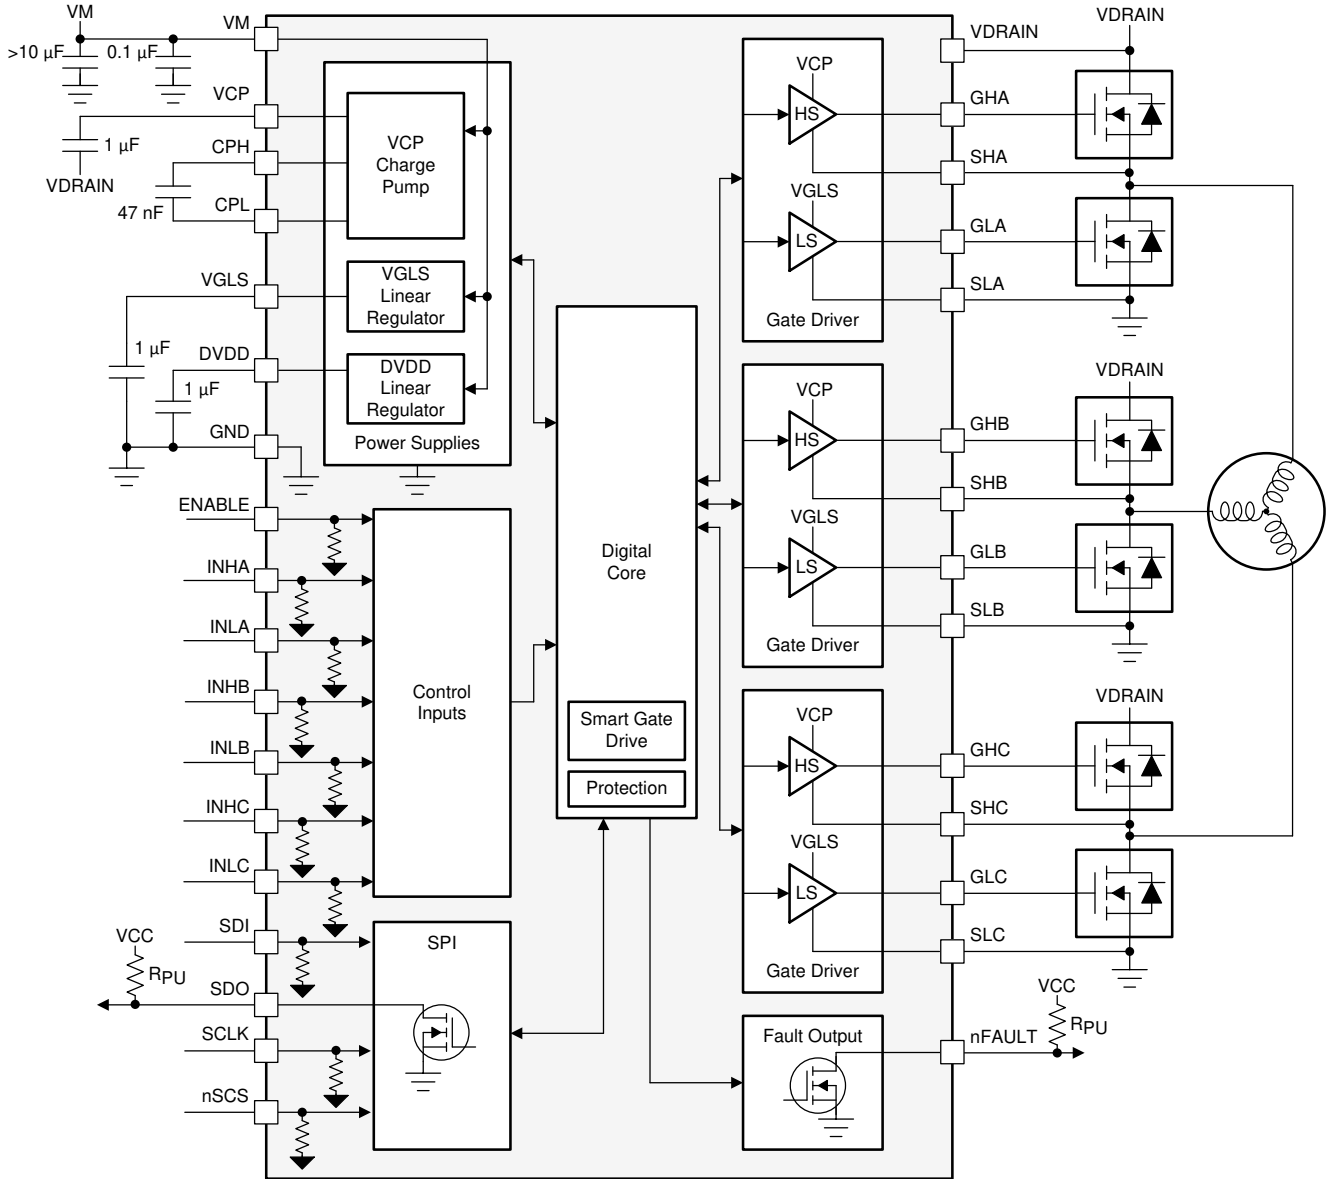 VM
>10 µF
0.1 µF
VM
VCP
1 µF
VDRAIN
CPH
47 nF
CPL
VGLS
1 µF
DVDD
1 µF
GND
VCP
Charge
Pump
VGLS
Linear
Regulator
DVDD
Linear
Regulator
Power Supplies
ENABLE
INHA
INLA
INHB
INLB
INHC
INLC
Control
Inputs
SDI
VCC
RPU
SDO
SCLK
nSCS
SPI
Digital
Core
Smart Gate
Drive
Protection
VCP
HS
VGLS
LS
Gate Driver
VCP
HS
VGLS
LS
Gate Driver
VCP
HS
VGLS
LS
Gate Driver
Fault Output
VDRAIN
VDRAIN
GHA
SHA
GLA
SLA
VDRAIN
GHB
SHB
GLB
SLB
VDRAIN
GHC
SHC
GLC
SLC
VCC
RPU
nFAULT